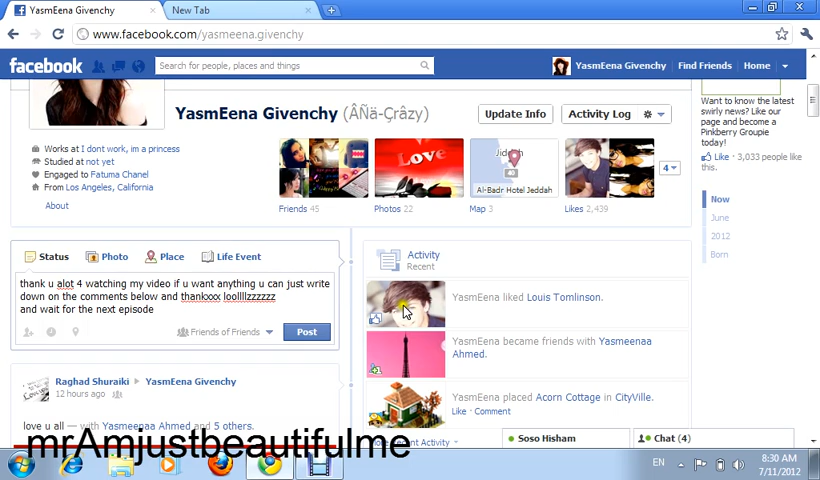 YasmEena Givenchy
New Tab
www.facebook.com/yasmeena.givenchy
facebook
Search for people, places and things
YasmEena Givenchy
Find Friends
Home
YasmEena Givenchy (ÂÑä-Çrâzy)
Update Info
Activity Log
Works at I dont work, im a princess
Studied at not yet
Engaged to Fatuma Chanel
From Los Angeles, California
About
Friends 45
Love
Photos 22
Jiddah
40
Al-Badr Hotel Jeddah
Map 3
Likes 2,439
4
Want to know the latest
swirly news? Like our
page and become a
Pinkberry Groupie
today!
Like · 3,033 people like
this.
Now
June
2012
Born
Status
Photo
Place
Life Event
thank u alot 4 watching my video if u want anything u can just write
down on the comments below and thankxxx loollllzzzzzz
and wait for the next episode
Friends of Friends
Post
Activity
Recent
YasmEena liked Louis Tomlinson.
YasmEena became friends with Yasmeenaa
Ahmed.
YasmEena placed Acorn Cottage in CityVille.
Like · Comment
More Recent Activity
Raghad Shuraiki
YasmEena Givenchy
12 hours ago
love u all — with Yasmeenaa Ahmed and 5 others.
Soso Hisham
Chat (4)
mrAmjustbeautifulme
EN
8:30 AM
7/11/2012